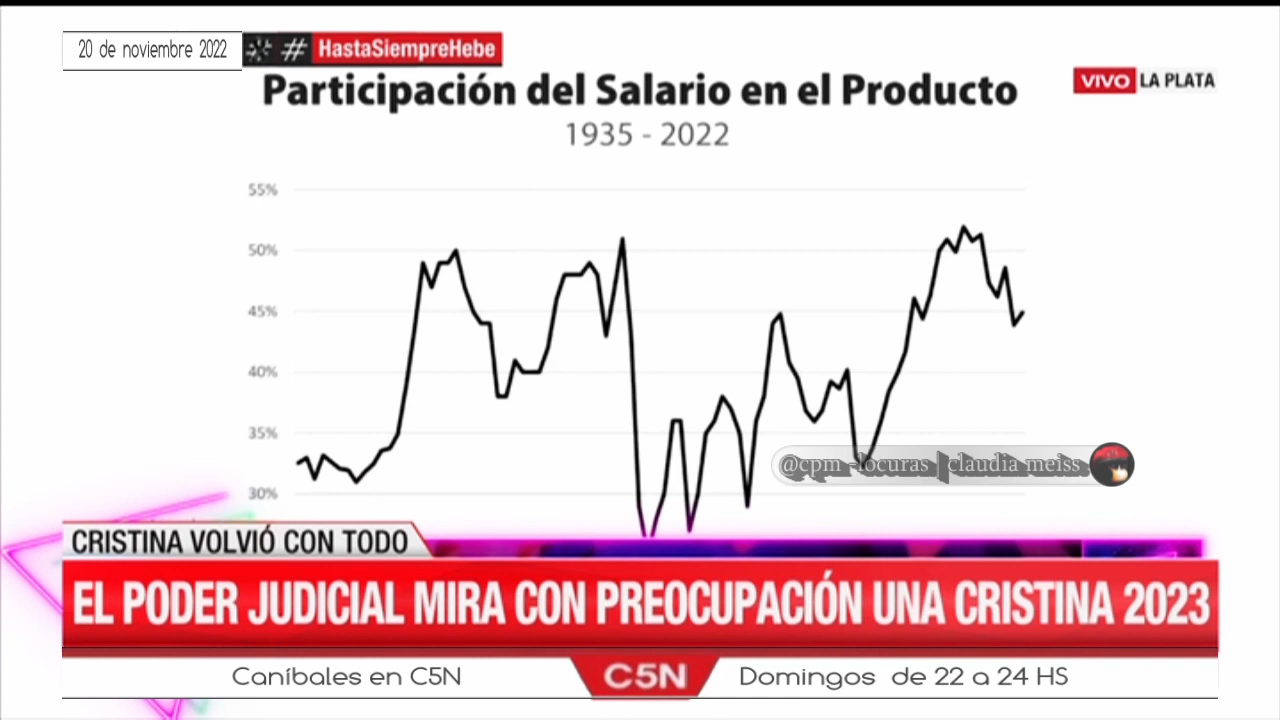 20 de noviembre 2022
# HastaSiempreHebe
Participación del Salario en el Producto
VIVO LA PLATA
1935 - 2022
55%
50%
45%
40%
35%
30%
@cpm -locuras | claudia meiss
CRISTINA VOLVIÓ CON TODO
EL PODER JUDICIAL MIRA CON PREOCUPACIÓN UNA CRISTINA 2023
Caníbales en C5N
C5N
Domingos de 22 a 24 HS